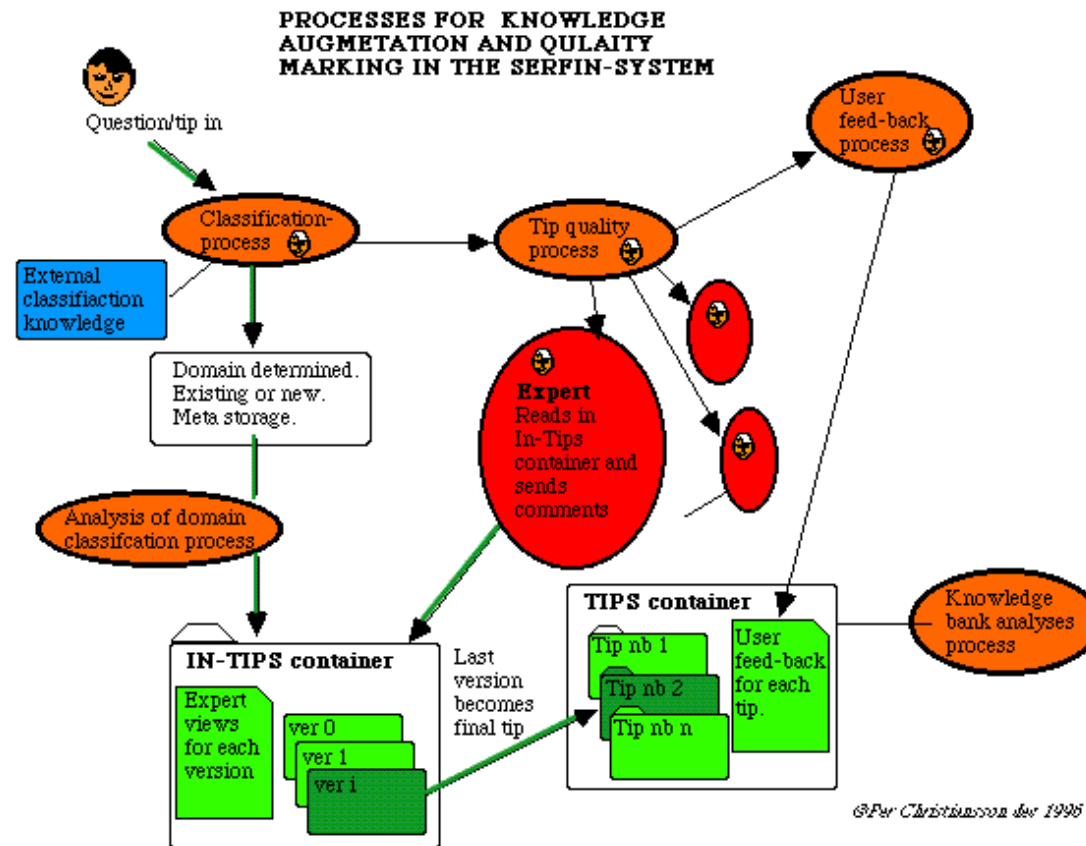 PROCESSES FOR KNOWLEDGE
AUGMETATION AND QULAITY
MARKING IN THE SERFIN-SYSTEM
Question/tip in
User
feed-back
process
Classification-
process
Tip quality
process
External
classifiaction
knowledge
Domain determined.
Existing or new.
Meta storage.
Expert
Reads in
In-Tips
container and
sends
comments
Analysis of domain
classifcation process
TIPS container
Knowledge
bank analyses
process
Tip nb 1
Tip nb 2
Tip nb n
User
feed-back
for each
tip.
IN-TIPS container
Last
version
becomes
final tip
Expert
views
for each
version
ver 0
ver 1
ver i
@Per Christiansson dec 1996